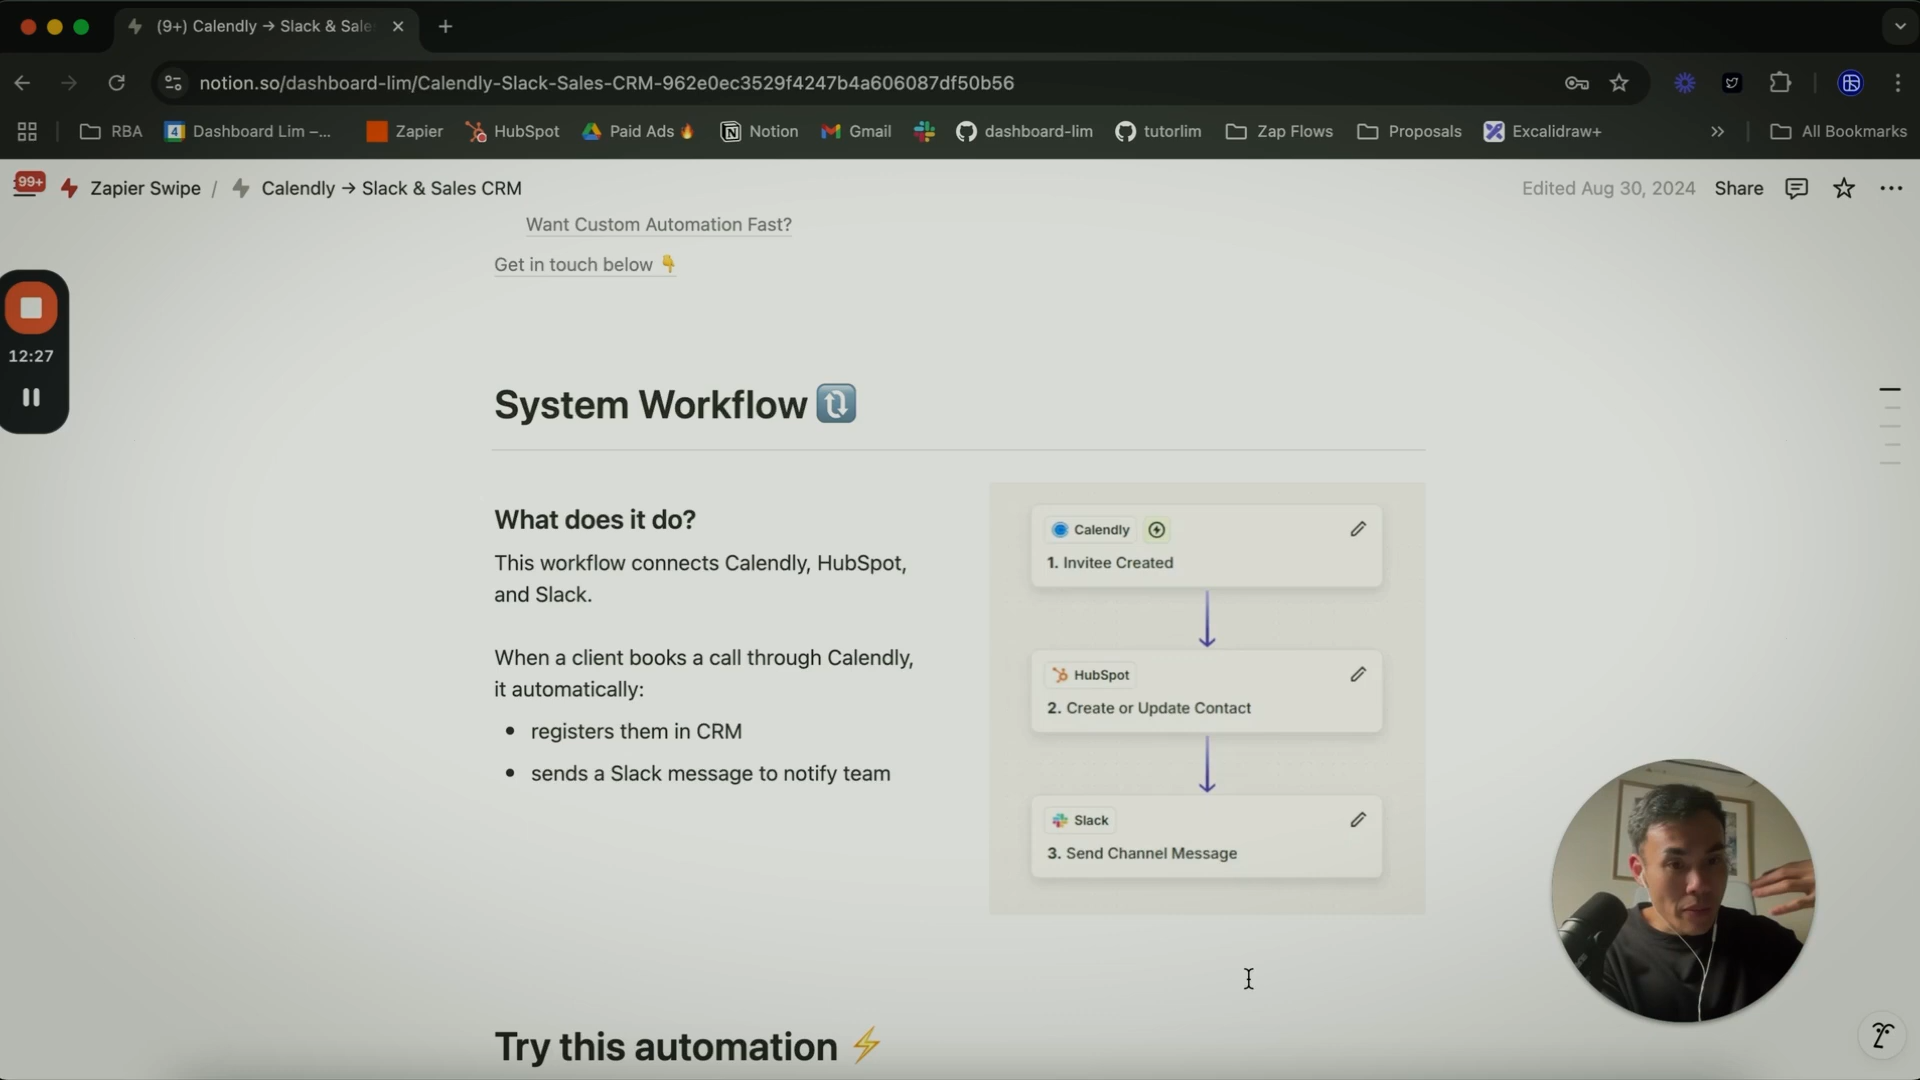 (9+) Calendly → Slack & Sale
notion.so/dashboard-lim/Calendly-Slack-Sales-CRM-962e0ec3529f4247b4a606087df50b56
RBA
4
Dashboard Lim –...
Zapier
HubSpot
Paid Ads 🔥
Notion
Gmail
dashboard-lim
tutorlim
Zap Flows
Proposals
Excalidraw+
All Bookmarks
99+
Zapier Swipe / Calendly → Slack & Sales CRM
Edited Aug 30, 2024
Share
Want Custom Automation Fast?
Get in touch below 👇
12:27
System Workflow 🔃
What does it do?
This workflow connects Calendly, HubSpot,
and Slack.
When a client books a call through Calendly,
it automatically:
• registers them in CRM
• sends a Slack message to notify team
Calendly
1. Invitee Created
HubSpot
2. Create or Update Contact
Slack
3. Send Channel Message
Try this automation ⚡